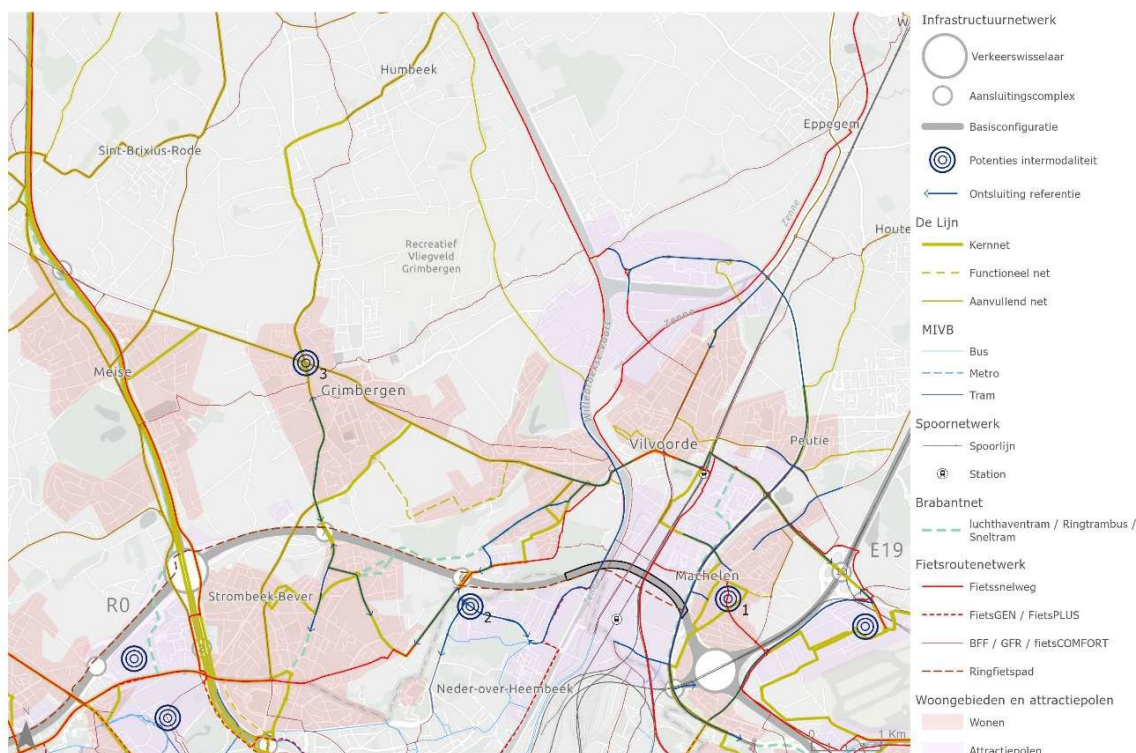 Humbeek
Sint-Brixius-Rode
Eppegem
W
Zenne
Houte
Recreatief
Vliegveld
Grimbergen
Zenne
Willebroekse vaart
Meise
3
Grimbergen
Vilvoorde
Peutie
E19
R0
Strombeek-Bever
Machelen
Zenne
1
2
Neder-over-Heembeek
N
1 Km
Infrastructuurnetwerk
Verkeerswisselaar
Aansluitingscomplex
Basisconfiguratie
Potenties intermodaliteit
Ontsluiting referentie
De Lijn
Kernnet
Functioneel net
Aanvullend net
MIVB
Bus
Metro
Tram
Spoornetwerk
Spoorlijn
Station
Brabantnet
luchthaventram / Ringtrambus /
Sneltram
Fietsroutenetwerk
Fietssnelweg
FietsGEN / FietsPLUS
BFF / GFR / fietsCOMFORT
Ringfietspad
Woongebieden en attractiepolen
Wonen
Attractiepolen